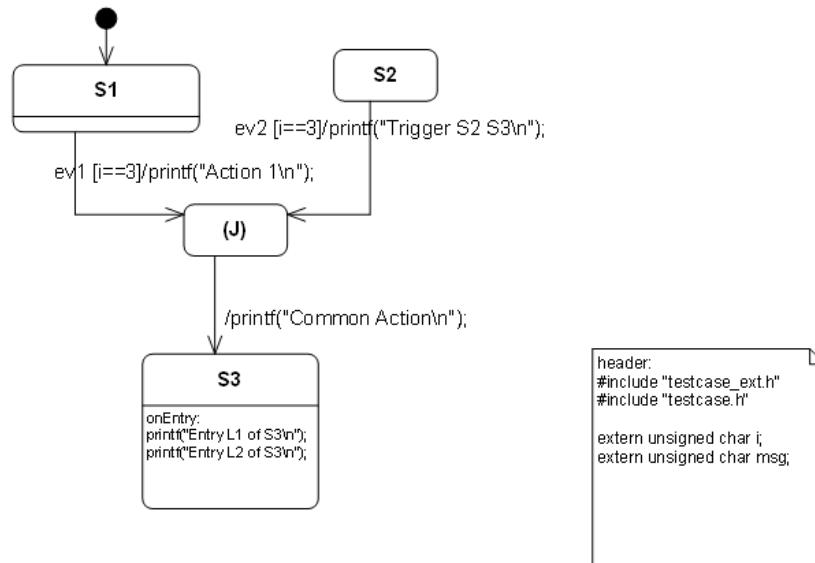 S1
S2
ev2 [i==3]/printf("Trigger S2 S3\n");
ev1 [i==3]/printf("Action 1\n");
(J)
/printf("Common Action\n");
S3
onEntry:
printf("Entry L1 of S3\n");
printf("Entry L2 of S3\n");
header:
#include "testcase_ext.h"
#include "testcase.h"
extern unsigned char i;
extern unsigned char msg;